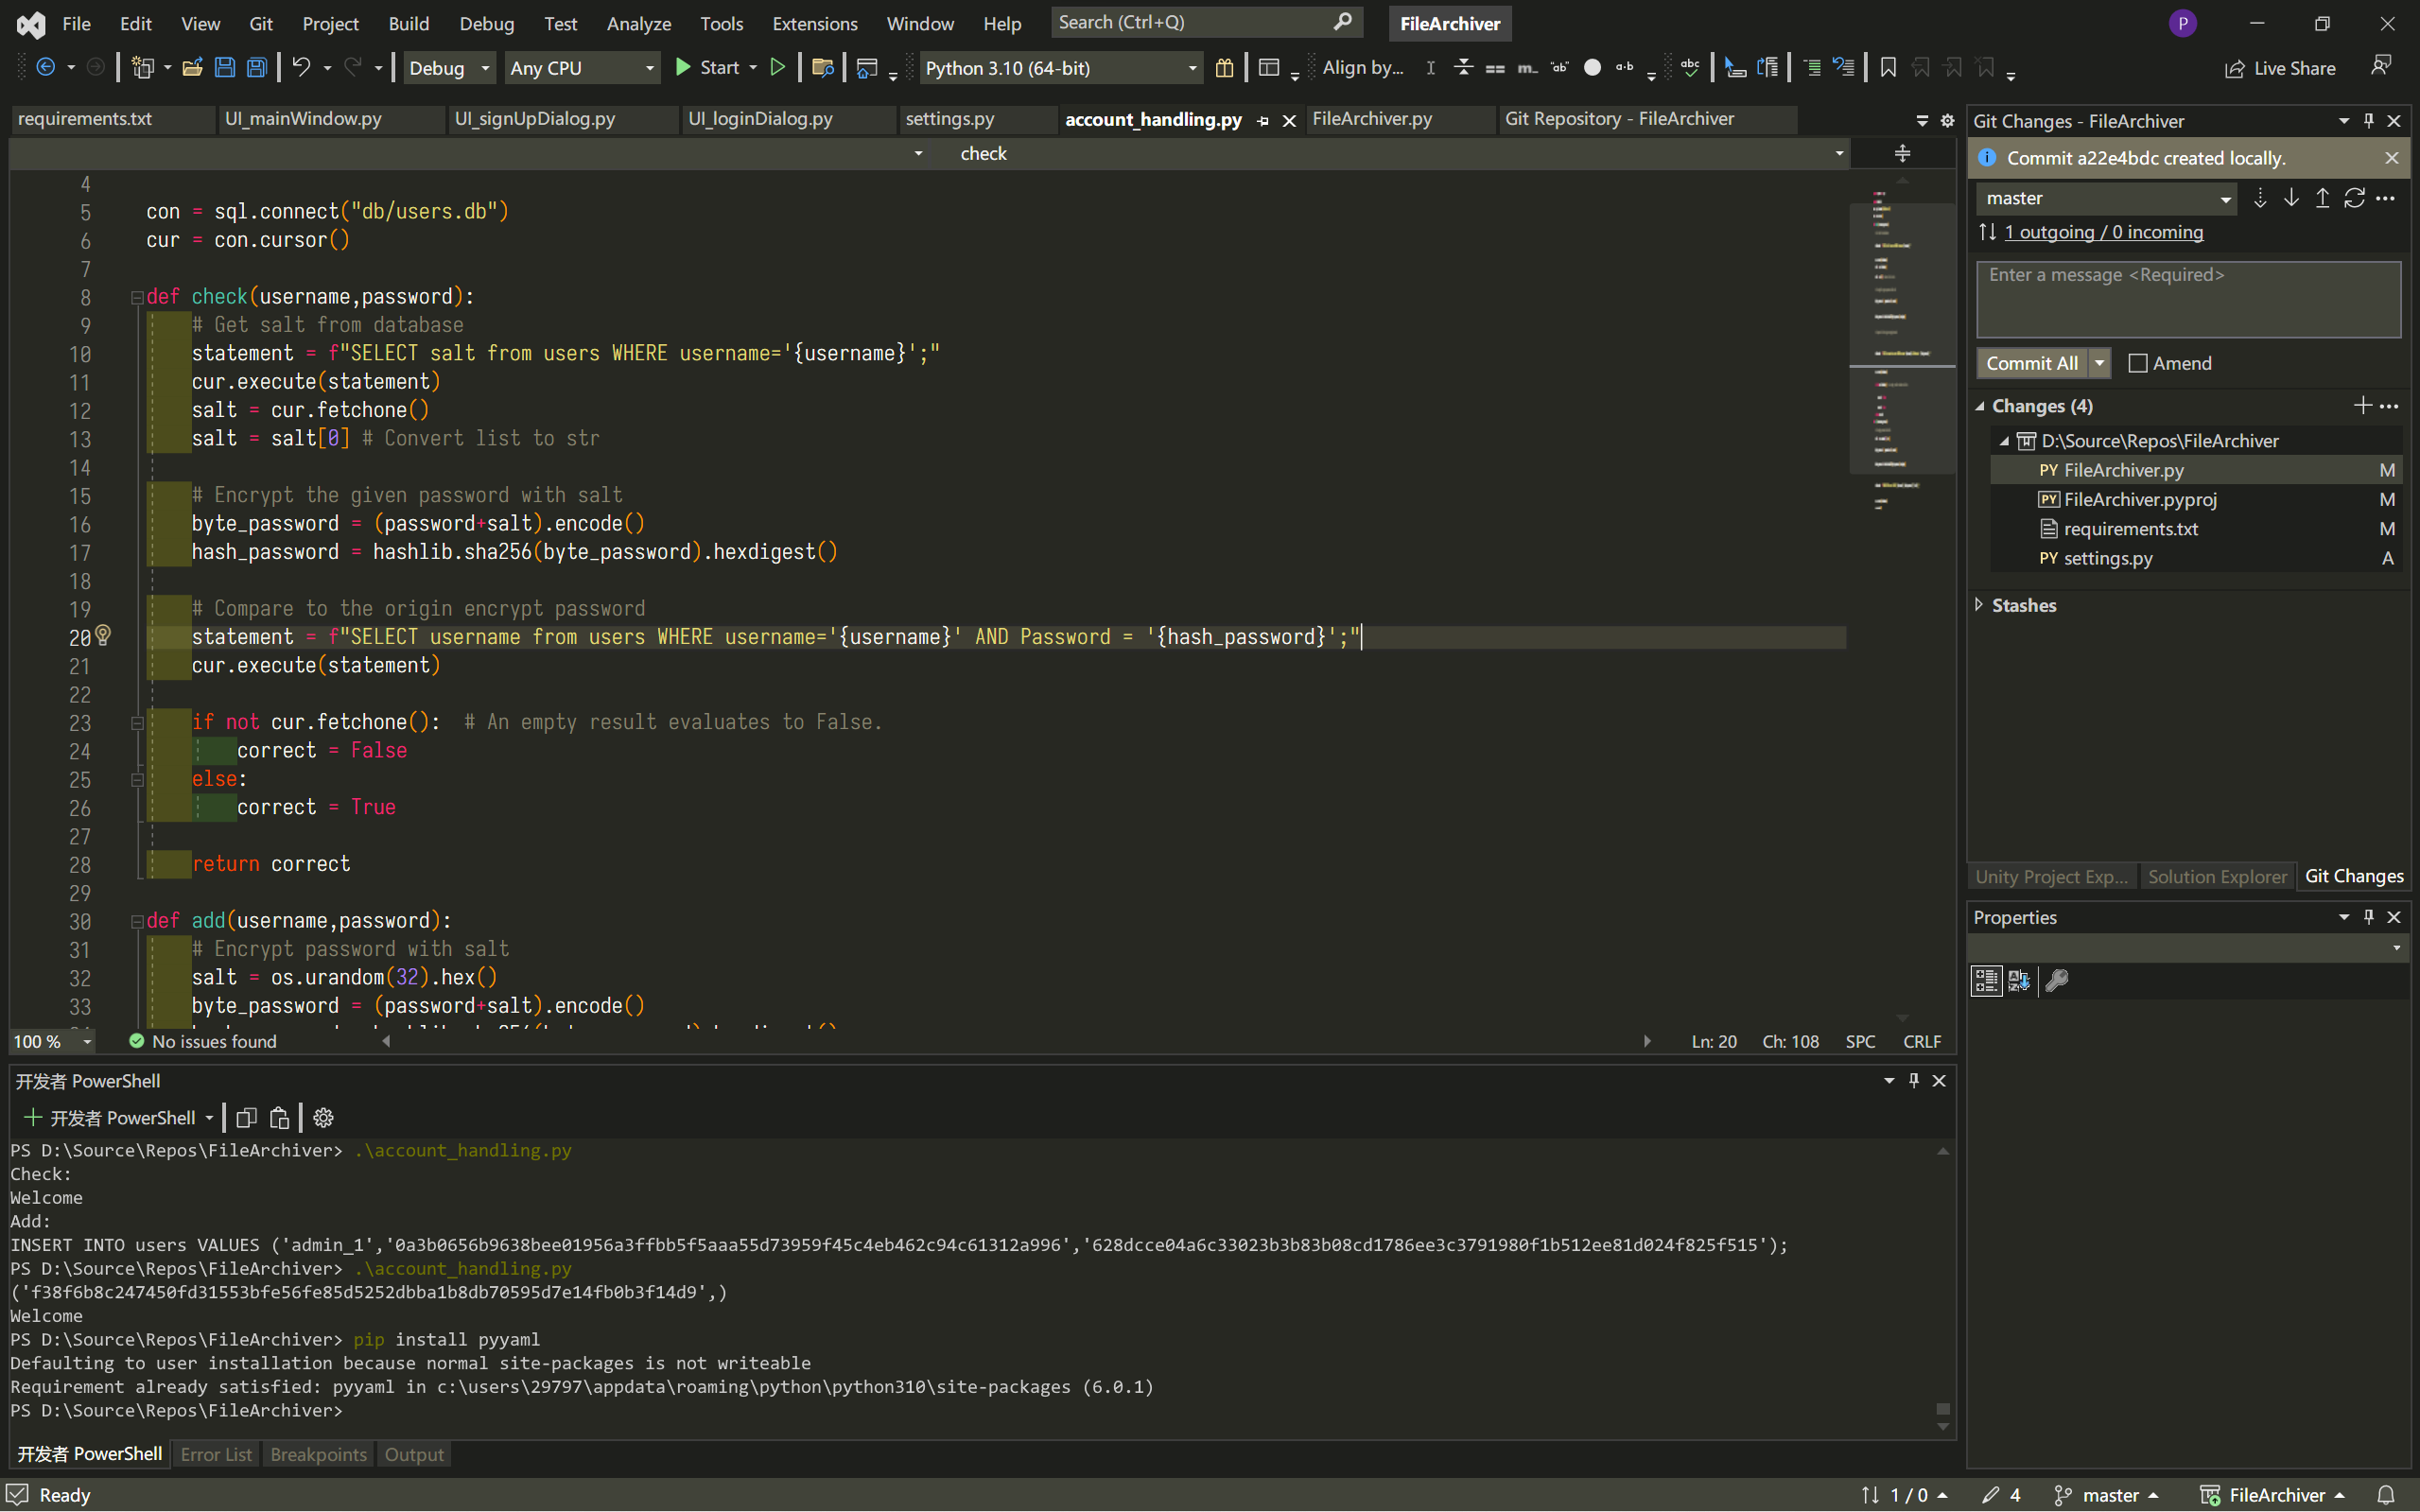 File Edit View Git Project Build Debug Test Analyze Tools Extensions Window Help Search (Ctrl+Q) FileArchiver P
Debug Any CPU Start Python 3.10 (64-bit) Align by... Live Share
requirements.txt UI_mainWindow.py UI_signUpDialog.py UI_loginDialog.py settings.py account_handling.py FileArchiver.py Git Repository - FileArchiver
check
4
5 con = sql.connect("db/users.db")
6 cur = con.cursor()
7
8 def check(username,password):
9 # Get salt from database
10 statement = f"SELECT salt from users WHERE username='{username}';"
11 cur.execute(statement)
12 salt = cur.fetchone()
13 salt = salt[0] # Convert list to str
14
15 # Encrypt the given password with salt
16 byte_password = (password+salt).encode()
17 hash_password = hashlib.sha256(byte_password).hexdigest()
18
19 # Compare to the origin encrypt password
20 statement = f"SELECT username from users WHERE username='{username}' AND Password = '{hash_password}';"
21 cur.execute(statement)
22
23 if not cur.fetchone(): # An empty result evaluates to False.
24 correct = False
25 else:
26 correct = True
27
28 return correct
29
30 def add(username,password):
31 # Encrypt password with salt
32 salt = os.urandom(32).hex()
33 byte_password = (password+salt).encode()
100 % No issues found Ln: 20 Ch: 108 SPC CRLF
开发者 PowerShell
开发者 PowerShell
PS D:\Source\Repos\FileArchiver> .\account_handling.py
Check:
Welcome
Add:
INSERT INTO users VALUES ('admin_1','0a3b0656b9638bee01956a3ffbb5f5aaa55d73959f45c4eb462c94c61312a996','628dcce04a6c33023b3b83b08cd1786ee3c3791980f1b512ee81d024f825f515');
PS D:\Source\Repos\FileArchiver> .\account_handling.py
('f38f6b8c247450fd31553bfe56fe85d5252dbba1b8db70595d7e14fb0b3f14d9',)
Welcome
PS D:\Source\Repos\FileArchiver> pip install pyyaml
Defaulting to user installation because normal site-packages is not writeable
Requirement already satisfied: pyyaml in c:\users\29797\appdata\roaming\python\python310\site-packages (6.0.1)
PS D:\Source\Repos\FileArchiver>
开发者 PowerShell Error List Breakpoints Output
Git Changes - FileArchiver
Commit a22e4bdc created locally.
master
1 outgoing / 0 incoming
Enter a message <Required>
Commit All Amend
Changes (4)
D:\Source\Repos\FileArchiver
PY FileArchiver.py M
PY FileArchiver.pyproj M
requirements.txt M
PY settings.py A
Stashes
Unity Project Exp... Solution Explorer Git Changes
Properties
Ready 1 / 0 4 master FileArchiver